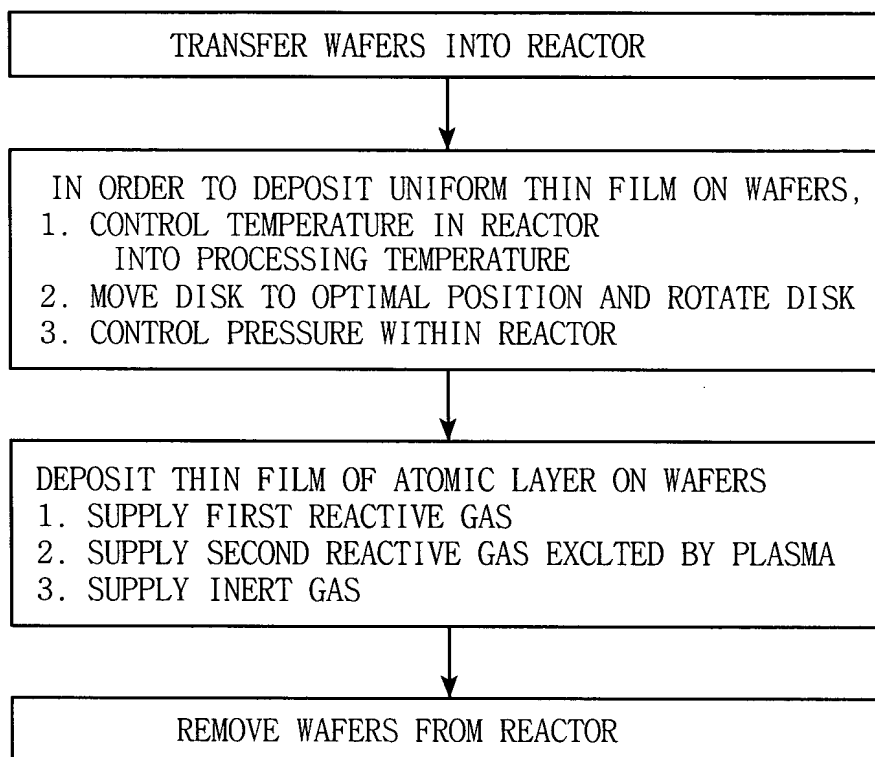 TRANSFER WAFERS INTO REACTOR
IN ORDER TO DEPOSIT UNIFORM THIN FILM ON WAFERS,
1. CONTROL TEMPERATURE IN REACTOR
INTO PROCESSING TEMPERATURE
2. MOVE DISK TO OPTIMAL POSITION AND ROTATE DISK
3. CONTROL PRESSURE WITHIN REACTOR
DEPOSIT THIN FILM OF ATOMIC LAYER ON WAFERS
1. SUPPLY FIRST REACTIVE GAS
2. SUPPLY SECOND REACTIVE GAS EXCLTED BY PLASMA
3. SUPPLY INERT GAS
REMOVE WAFERS FROM REACTOR